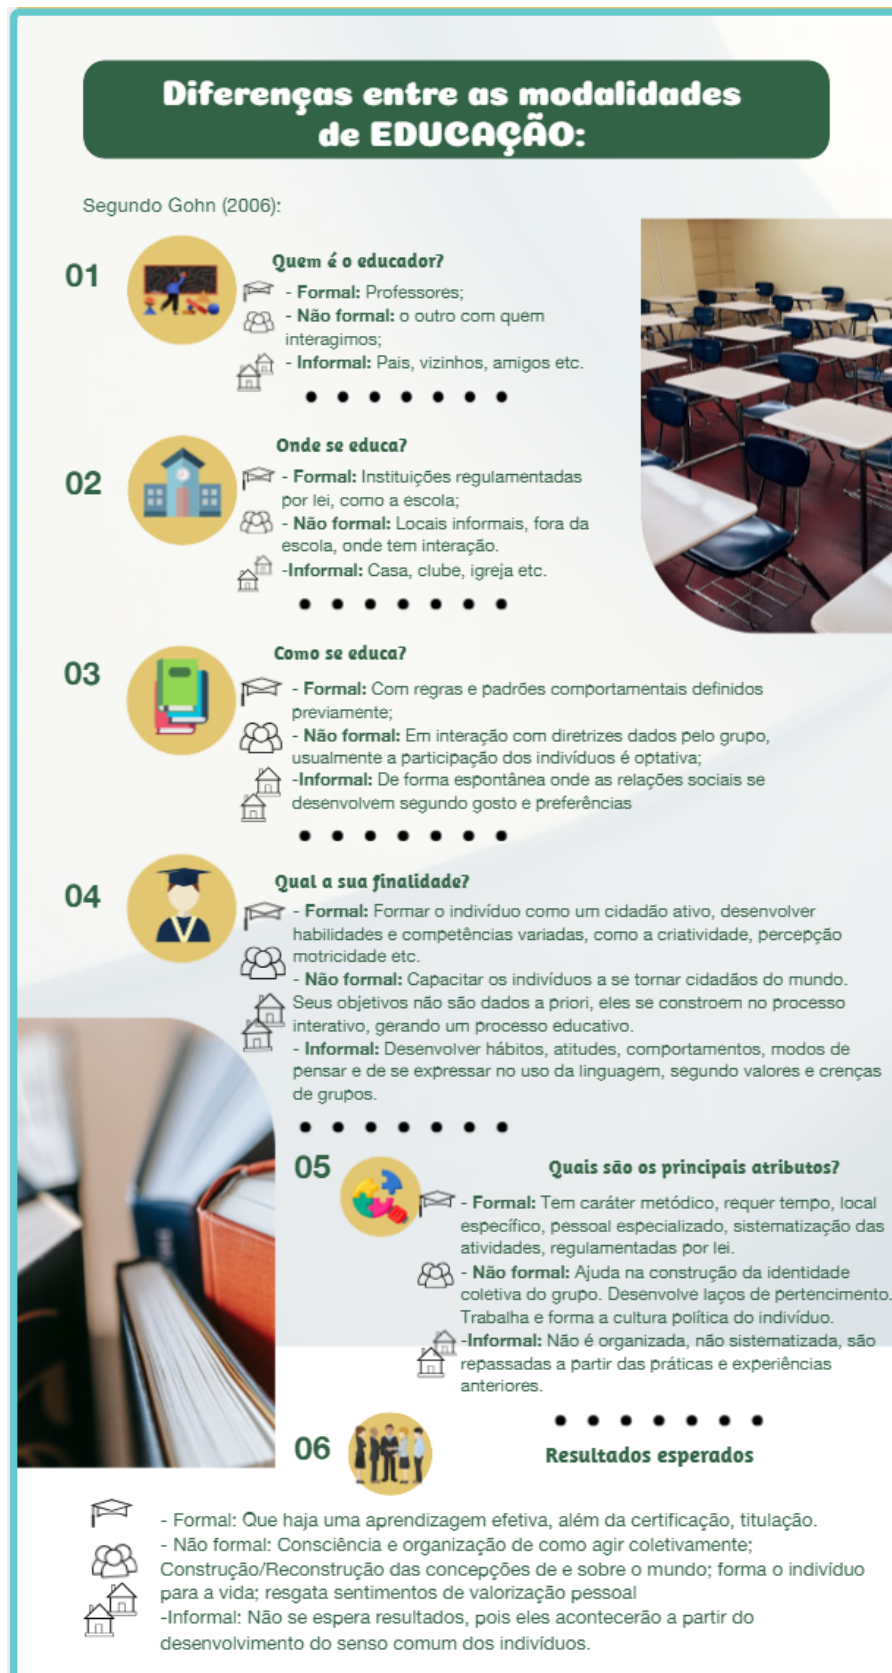 Diferenças entre as modalidades
de EDUCAÇÃO:
Segundo Gohn (2006):
01
Quem é o educador?
- Formal: Professores;
- Não formal: o outro com quem
interagimos;
- Informal: Pais, vizinhos, amigos etc.
02
Onde se educa?
- Formal: Instituições regulamentadas
por lei, como a escola;
- Não formal: Locais informais, fora da
escola, onde tem interação.
-Informal: Casa, clube, igreja etc.
03
Como se educa?
- Formal: Com regras e padrões comportamentais definidos
previamente;
- Não formal: Em interação com diretrizes dados pelo grupo,
usualmente a participação dos indivíduos é optativa;
-Informal: De forma espontânea onde as relações sociais se
desenvolvem segundo gosto e preferências
04
Qual a sua finalidade?
- Formal: Formar o indivíduo como um cidadão ativo, desenvolver
habilidades e competências variadas, como a criatividade, percepção
motricidade etc.
- Não formal: Capacitar os indivíduos a se tornar cidadãos do mundo.
Seus objetivos não são dados a priori, eles se constroem no processo
interativo, gerando um processo educativo.
- Informal: Desenvolver hábitos, atitudes, comportamentos, modos de
pensar e de se expressar no uso da linguagem, segundo valores e crenças
de grupos.
05
Quais são os principais atributos?
- Formal: Tem caráter metódico, requer tempo, local
específico, pessoal especializado, sistematização das
atividades, regulamentadas por lei.
- Não formal: Ajuda na construção da identidade
coletiva do grupo. Desenvolve laços de pertencimento.
Trabalha e forma a cultura política do indivíduo.
-Informal: Não é organizada, não sistematizada, são
repassadas a partir das práticas e experiências
anteriores.
06
Resultados esperados
- Formal: Que haja uma aprendizagem efetiva, além da certificação, titulação.
- Não formal: Consciência e organização de como agir coletivamente;
Construção/Reconstrução das concepções de e sobre o mundo; forma o indivíduo
para a vida; resgata sentimentos de valorização pessoal
-Informal: Não se espera resultados, pois eles acontecerão a partir do
desenvolvimento do senso comum dos indivíduos.